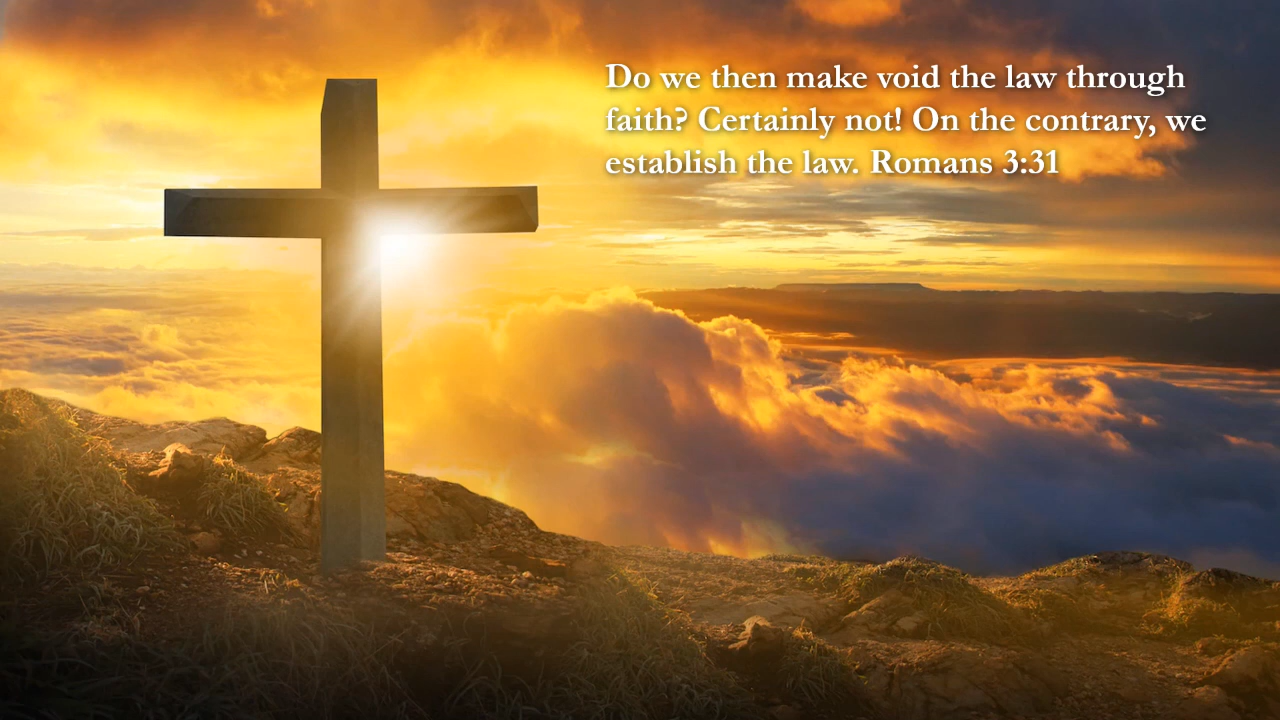 Do we then make void the law through
faith? Certainly not! On the contrary, we
establish the law. Romans 3:31